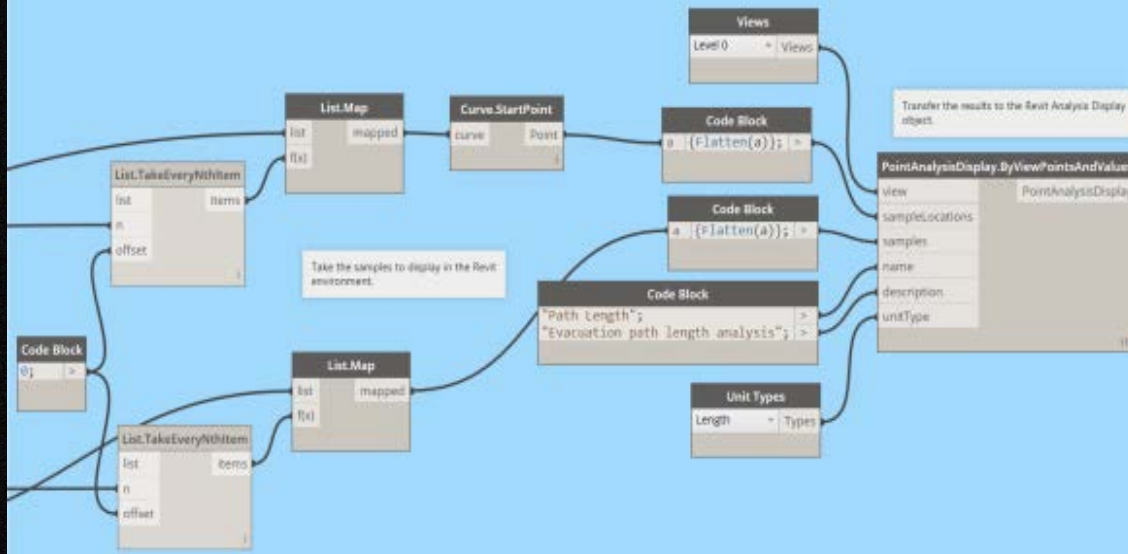 Views
Level 0
Views
Transfer the results to the Revit Analysis Display
object.
List.Map
list
mapped
f(x)
Curve.StartPoint
curve
Point
Code Block
a
{Flatten(a)};
>
PointAnalysisDisplay.ByViewPointsAndValues
view
PointAnalysisDisplay
sampleLocations
samples
name
description
unitType
List.TakeEveryNthItem
list
items
n
offset
Code Block
a
{Flatten(a)};
>
Take the samples to display in the Revit
environment.
Code Block
"Path Length";
>
"Evacuation path length analysis";
>
Code Block
0;
>
List.Map
list
mapped
f(x)
Unit Types
Length
Types
List.TakeEveryNthItem
list
items
n
offset